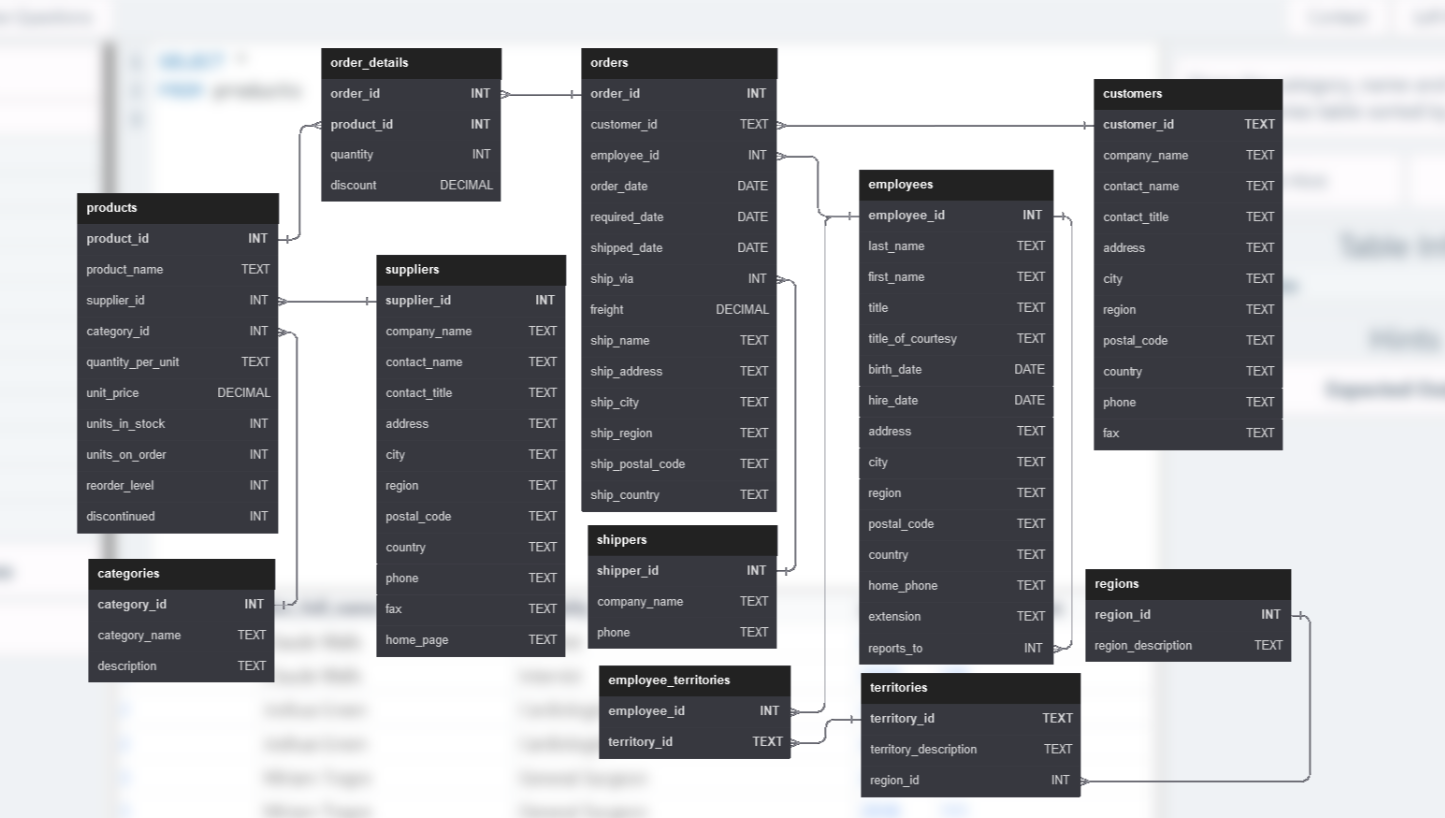 order_details
order_id INT
product_id INT
quantity INT
discount DECIMAL
orders
order_id INT
customer_id TEXT
employee_id INT
order_date DATE
required_date DATE
shipped_date DATE
ship_via INT
freight DECIMAL
ship_name TEXT
ship_address TEXT
ship_city TEXT
ship_region TEXT
ship_postal_code TEXT
ship_country TEXT
customers
customer_id TEXT
company_name TEXT
contact_name TEXT
contact_title TEXT
address TEXT
city TEXT
region TEXT
postal_code TEXT
country TEXT
phone TEXT
fax TEXT
employees
employee_id INT
last_name TEXT
first_name TEXT
title TEXT
title_of_courtesy TEXT
birth_date DATE
hire_date DATE
address TEXT
city TEXT
region TEXT
postal_code TEXT
country TEXT
home_phone TEXT
extension TEXT
reports_to INT
products
product_id INT
product_name TEXT
supplier_id INT
category_id INT
quantity_per_unit TEXT
unit_price DECIMAL
units_in_stock INT
units_on_order INT
reorder_level INT
discontinued INT
suppliers
supplier_id INT
company_name TEXT
contact_name TEXT
contact_title TEXT
address TEXT
city TEXT
region TEXT
postal_code TEXT
country TEXT
phone TEXT
fax TEXT
home_page TEXT
categories
category_id INT
category_name TEXT
description TEXT
shippers
shipper_id INT
company_name TEXT
phone TEXT
regions
region_id INT
region_description TEXT
employee_territories
employee_id INT
territory_id TEXT
territories
territory_id TEXT
territory_description TEXT
region_id INT
SELECT *
FROM products
Contact
Table
Hints
Expected